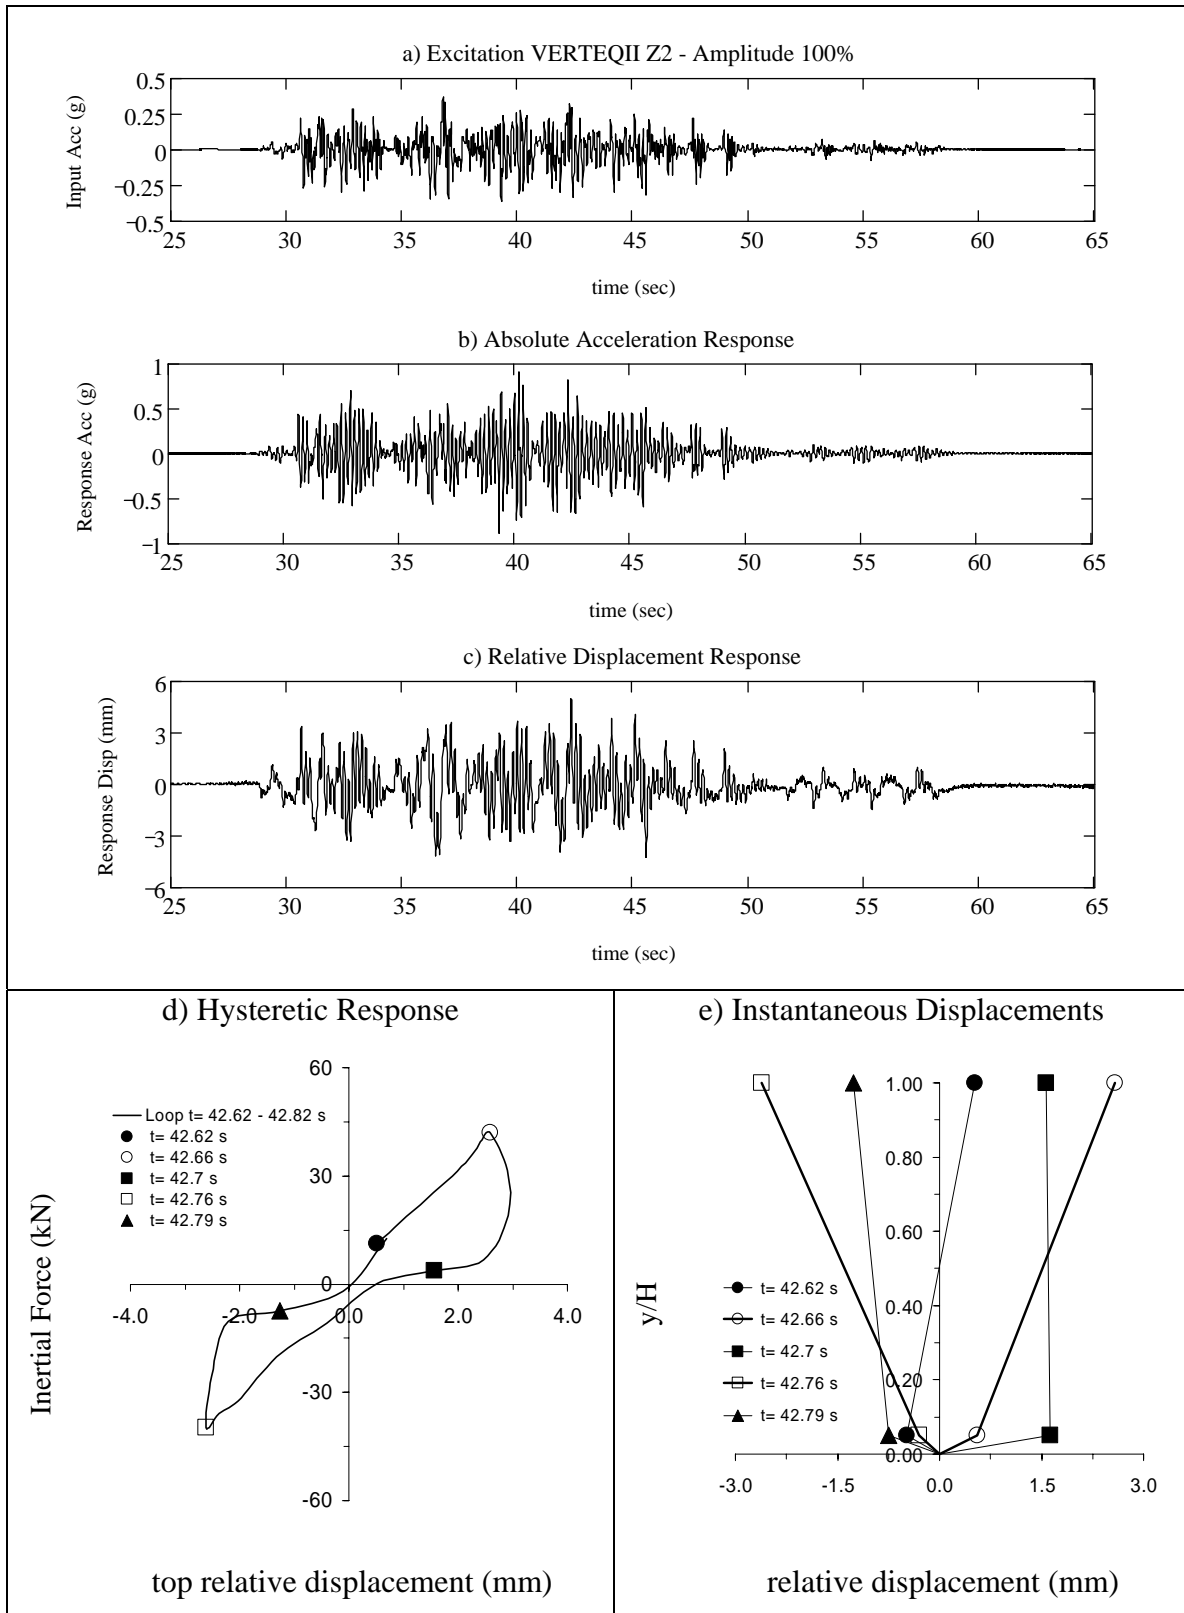 a) Excitation VERTEQII Z2 - Amplitude 100%
Input Acc (g)
0.5
0.25
0
−0.25
−0.5
25 30 35 40 45 50 55 60 65
time (sec)
b) Absolute Acceleration Response
Response Acc (g)
1
0.5
0
−0.5
−1
25 30 35 40 45 50 55 60 65
time (sec)
c) Relative Displacement Response
Response Disp (mm)
6
3
0
−3
−6
25 30 35 40 45 50 55 60 65
time (sec)
d) Hysteretic Response
Inertial Force (kN)
60
30
0
-30
-60
-4.0 -2.0 0.0 2.0 4.0
Loop t= 42.62 - 42.82 s
t= 42.62 s
t= 42.66 s
t= 42.7 s
t= 42.76 s
t= 42.79 s
top relative displacement (mm)
e) Instantaneous Displacements
y/H
1.00
0.80
0.60
0.40
0.20
0.00
t= 42.62 s
t= 42.66 s
t= 42.7 s
t= 42.76 s
t= 42.79 s
-3.0 -1.5 0.0 1.5 3.0
relative displacement (mm)